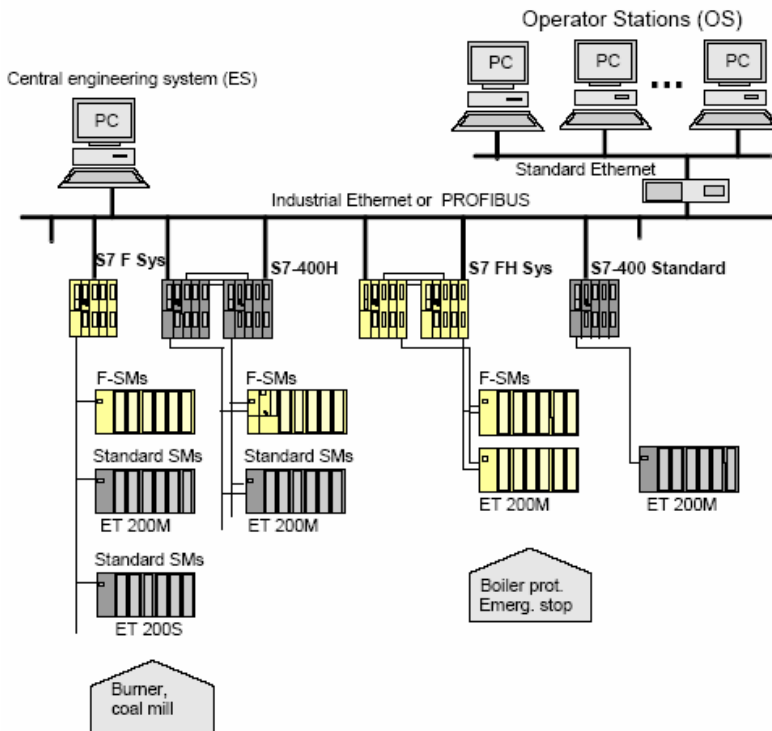 Operator Stations (OS)
Central engineering system (ES)
PC
PC
PC
PC
Standard Ethernet
Industrial Ethernet or PROFIBUS
S7 F Sys
S7-400H
S7 FH Sys
S7-400 Standard
F-SMs
F-SMs
Standard SMs
Standard SMs
ET 200M
ET 200M
ET 200M
ET 200M
Standard SMs
ET 200S
Boiler prot.
Emerg. stop
Burner,
coal mill